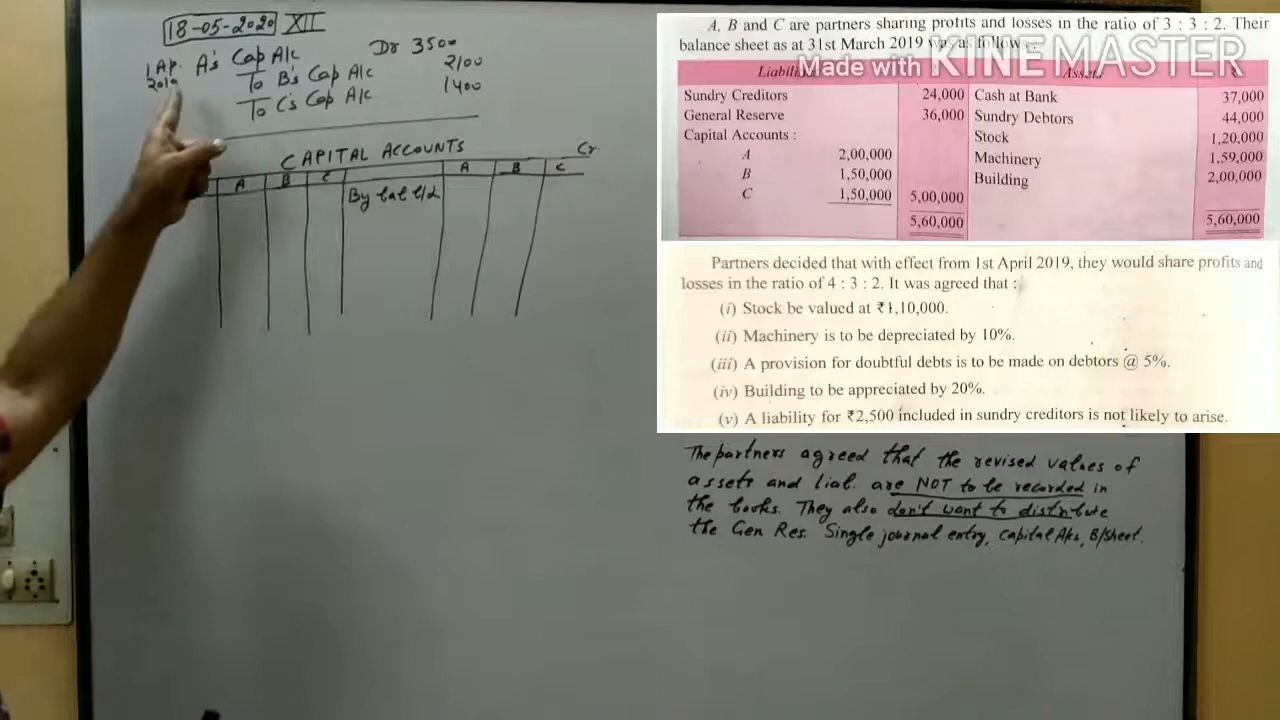 18-05-2020 XII
1 Ap. A's Cap A/c Dr 3500
2019 To B's Cap A/c 2100
To C's Cap A/c 1400
CAPITAL ACCOUNTS Cr.
A B C A B C
By bal b/d
A, B and C are partners sharing profits and losses in the ratio of 3 : 3 : 2. Their
balance sheet as at 31st March 2019 was as follows :
Made with KINEMASTER
Liabilities Assets
Sundry Creditors 24,000 Cash at Bank 37,000
General Reserve 36,000 Sundry Debtors 44,000
Capital Accounts : Stock 1,20,000
A 2,00,000 Machinery 1,59,000
B 1,50,000 Building 2,00,000
C 1,50,000 5,00,000
5,60,000 5,60,000
Partners decided that with effect from 1st April 2019, they would share profits and
losses in the ratio of 4 : 3 : 2. It was agreed that :
(i) Stock be valued at ₹1,10,000.
(ii) Machinery is to be depreciated by 10%.
(iii) A provision for doubtful debts is to be made on debtors @ 5%.
(iv) Building to be appreciated by 20%.
(v) A liability for ₹2,500 included in sundry creditors is not likely to arise.
The partners agreed that the revised values of
assets and liab. are NOT to be recorded in
the books. They also don't want to distribute
the Gen Res. Single journal entry, Capital A/cs, B/Sheet.